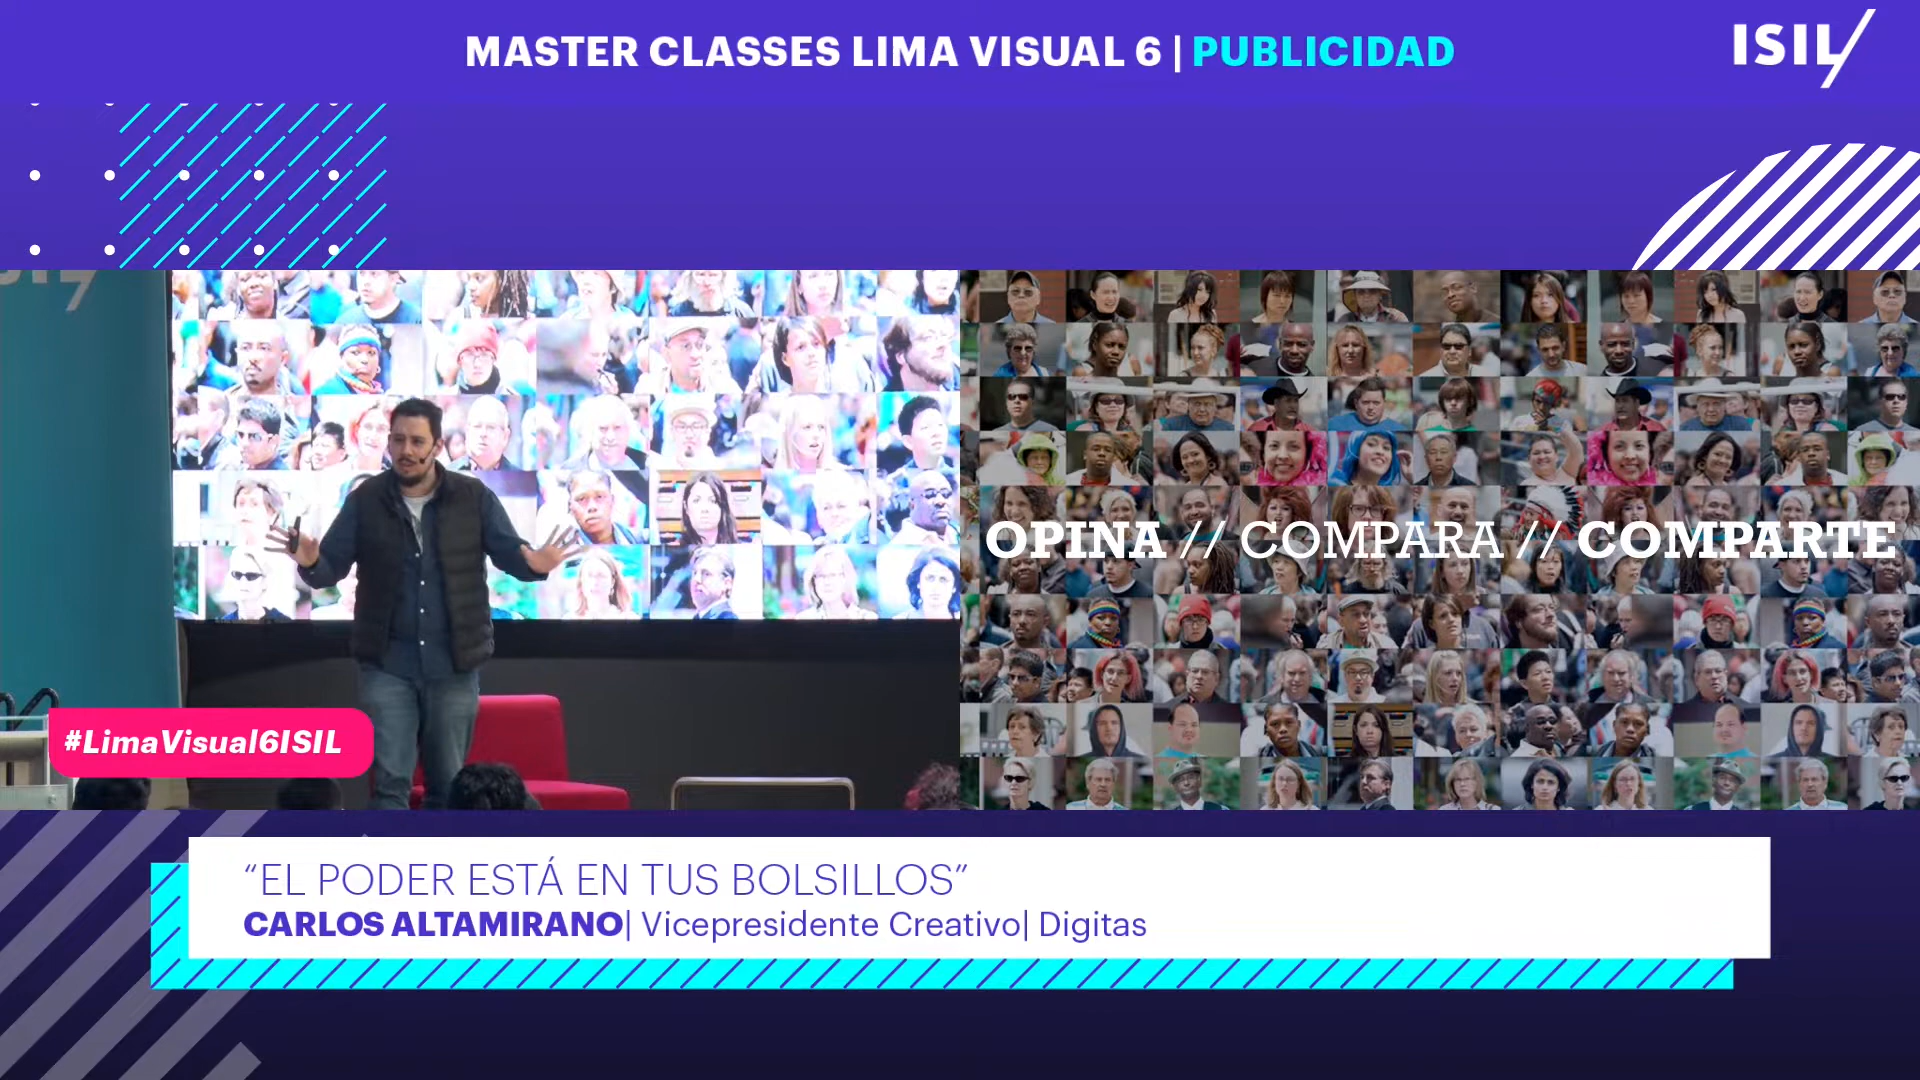 MASTER CLASSES LIMA VISUAL 6 | PUBLICIDAD
ISIL
OPINA // COMPARA // COMPARTE
#LimaVisual6ISIL
“EL PODER ESTÁ EN TUS BOLSILLOS”
CARLOS ALTAMIRANO| Vicepresidente Creativo| Digitas